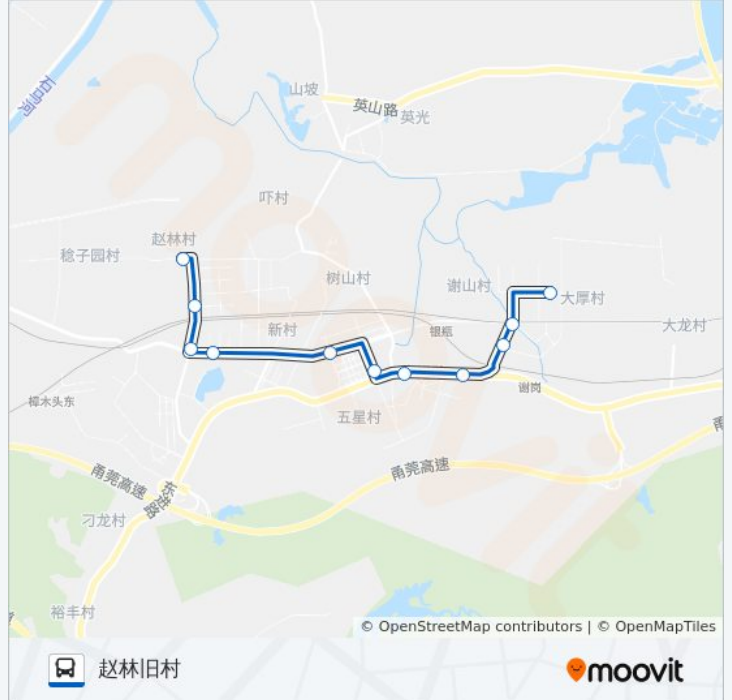 石马河
山坡
英山路
英光
吓村
赵林村
稔子园村
树山村
谢山村
大厚村
新村
银瓶
大龙村
谢岗
樟木头东
五星村
甬
甬莞高速
甬莞高速
东进路
刁龙村
裕丰村
© OpenStreetMap contributors | © OpenMapTiles
赵林旧村
moovit